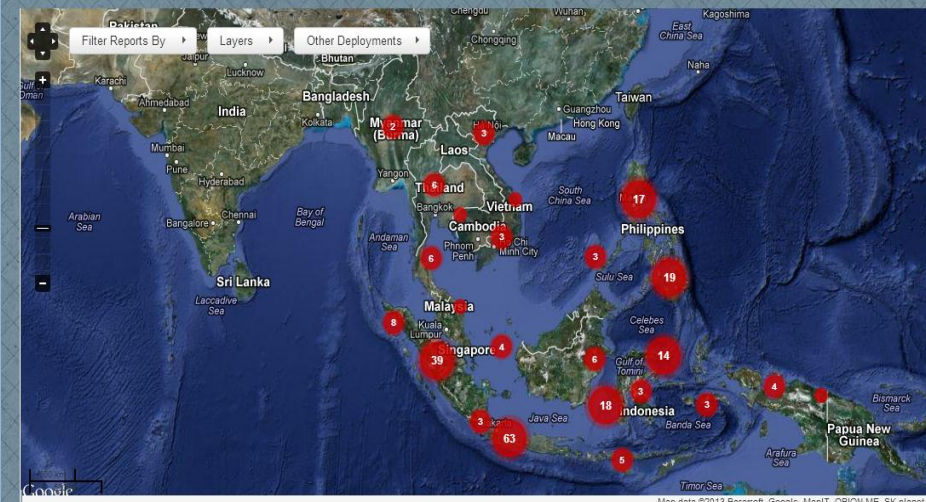 Chengdu
Wuhan
Kagoshima
Pakistan
East
China Sea
Filter Reports By
Layers
Other Deployments
Chongqing
Jaipur
Bhutan
Lucknow
Naha
Karachi
Oman
Bangladesh
Taiwan
Ahmedabad
India
Guangzhou
Kolkata
Myanmar
(Burma)
2
3
Hong Kong
Macau
Mumbai
Laos
Pune
Yangon
Hyderabad
6
Thailand
South
China Sea
17
Arabian
Sea
Bangalore
Chennai
Bay of
Bengal
Bangkok
Vietnam
Cambodia
Philippines
Andaman
Sea
Phnom
Penh
3
Ho Chi
Minh City
6
3
Sulu Sea
19
Sri Lanka
Laccadive
Sea
Malaysia
8
Kuala
Lumpur
Celebes
Sea
Singapore
4
39
6
14
Gulf of
Tomini
3
4
18
Indonesia
3
Bismarck
Sea
3
Java Sea
Banda Sea
63
Papua New
Guinea
5
Arafura
Sea
Timor Sea
Google